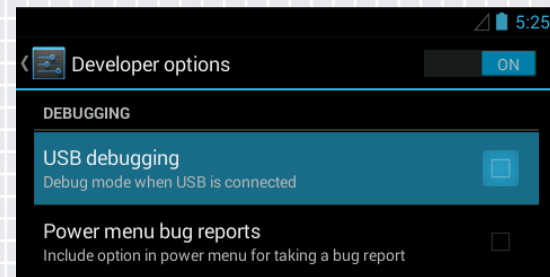 5:25
Developer options
ON
DEBUGGING
USB debugging
Debug mode when USB is connected
Power menu bug reports
Include option in power menu for taking a bug report